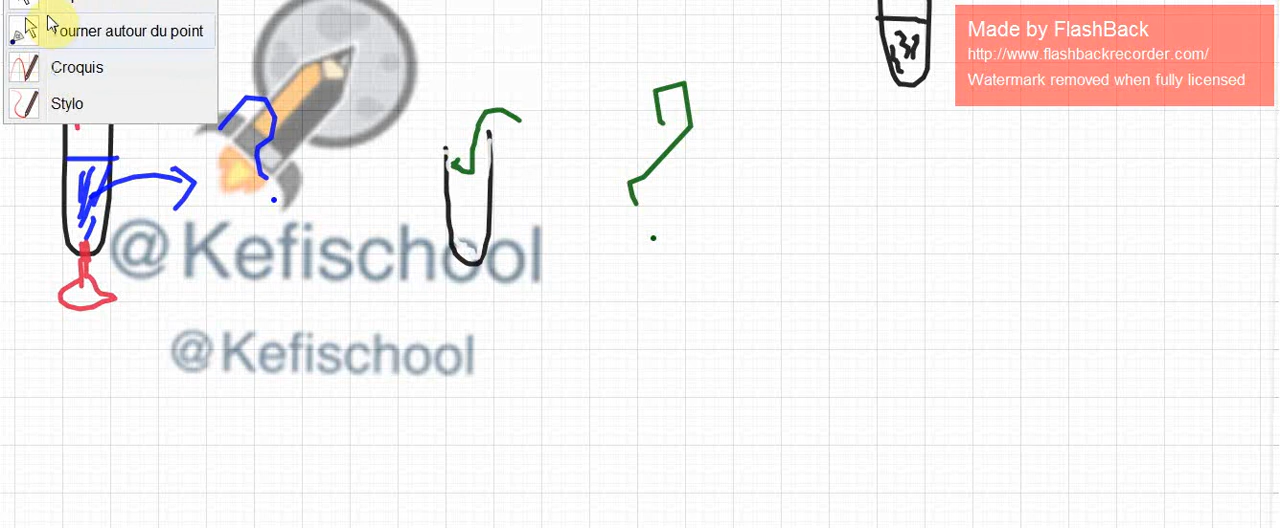 Tourner autour du point
Croquis
Stylo
Made by FlashBack
http://www.flashbackrecorder.com/
Watermark removed when fully licensed
?
?
@Kefischool
@Kefischool